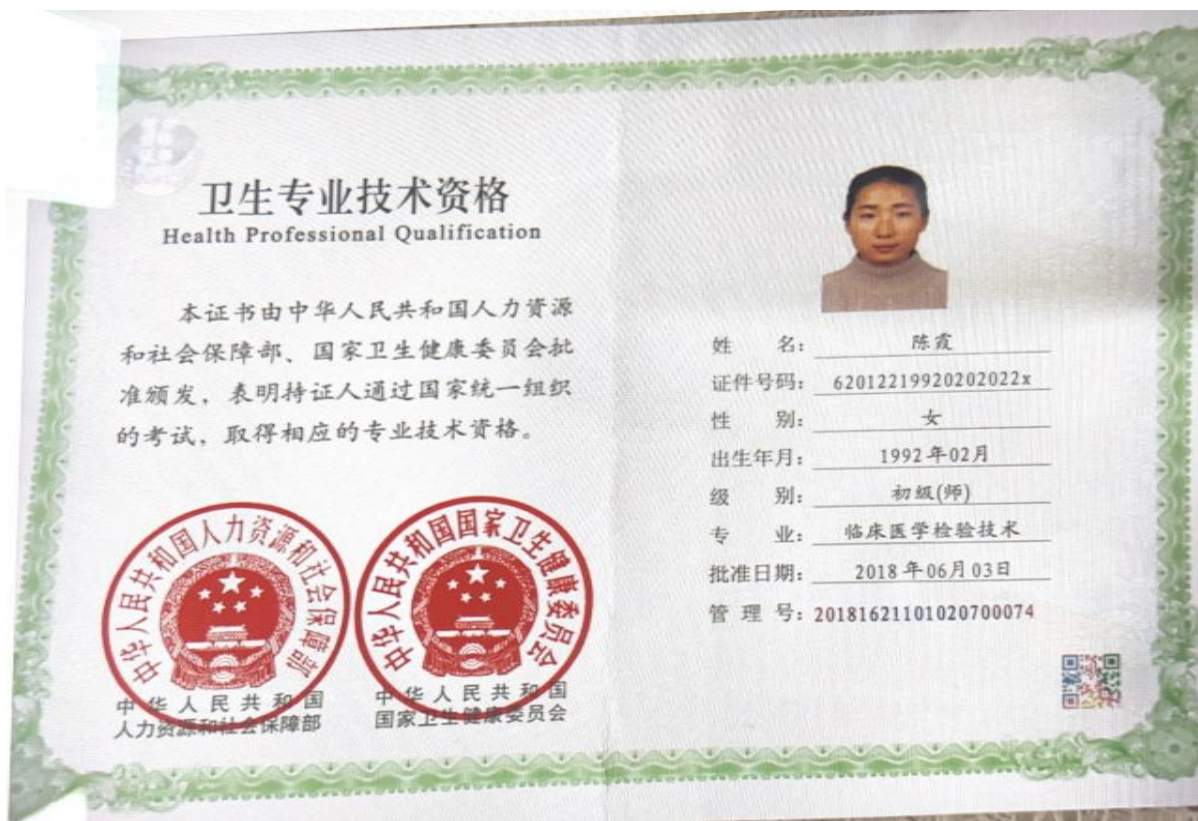 卫生专业技术资格
Health Professional Qualification
本证书由中华人民共和国人力资源
和社会保障部、国家卫生健康委员会批
准颁发，表明持证人通过国家统一组织
的考试，取得相应的专业技术资格。
中华人民共和国人力资源和社会保障部
中华人民共和国国家卫生健康委员会
中华人民共和国
人力资源和社会保障部
中华人民共和国
国家卫生健康委员会
姓 名：陈霞
证件号码：62012219920202022x
性 别：女
出生年月：1992年02月
级 别：初级(师)
专 业：临床医学检验技术
批准日期：2018年06月03日
管 理 号：20181621101020700074